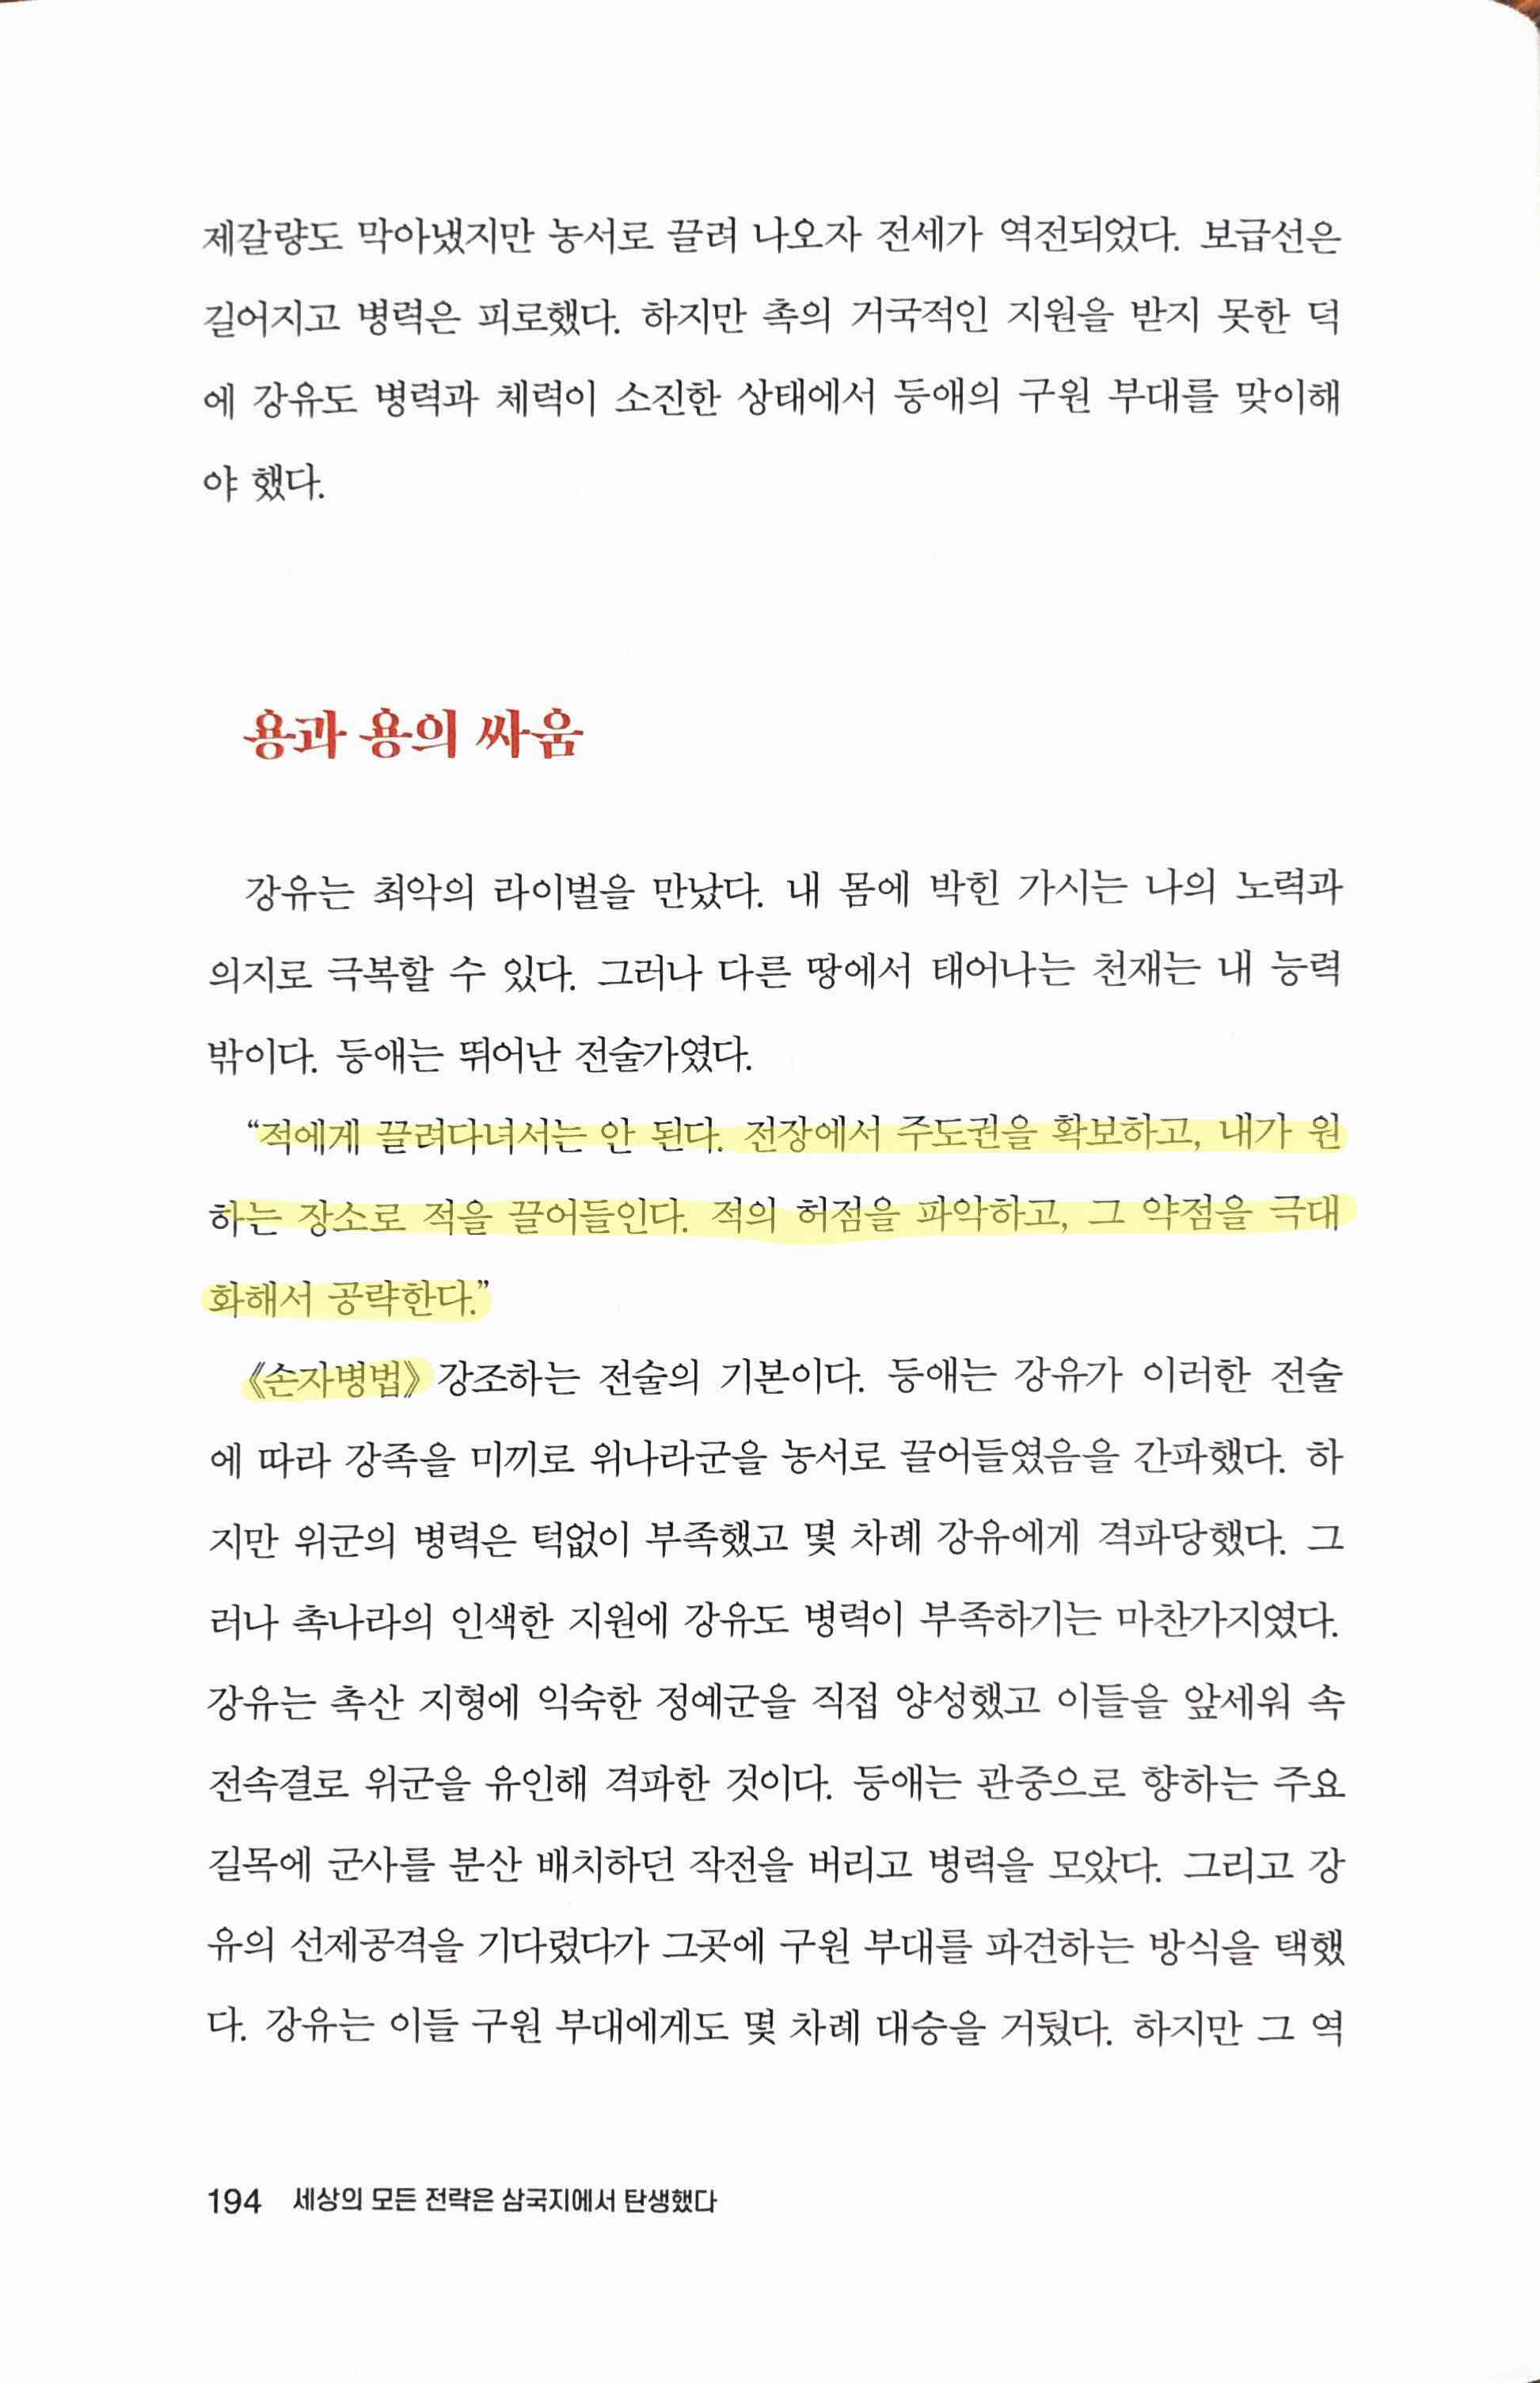 제갈량도 막아냈지만 농서로 끌려 나오자 전세가 역전되었다. 보급선은
길어지고 병력은 피로했다. 하지만 촉의 거국적인 지원을 받지 못한 덕
에 강유도 병력과 체력이 소진한 상태에서 등애의 구원 부대를 맞이해
야 했다.
용과 용의 싸움
강유는 최악의 라이벌을 만났다. 내 몸에 박힌 가시는 나의 노력과
의지로 극복할 수 있다. 그러나 다른 땅에서 태어나는 천재는 내 능력
밖이다. 등애는 뛰어난 전술가였다.
“적에게 끌려다녀서는 안 된다. 전장에서 주도권을 확보하고, 내가 원
하는 장소로 적을 끌어들인다. 적의 허점을 파악하고, 그 약점을 극대
화해서 공략한다.”
《손자병법》 강조하는 전술의 기본이다. 등애는 강유가 이러한 전술
에 따라 강족을 미끼로 위나라군을 농서로 끌어들였음을 간파했다. 하
지만 위군의 병력은 턱없이 부족했고 몇 차례 강유에게 격파당했다. 그
러나 촉나라의 인색한 지원에 강유도 병력이 부족하기는 마찬가지였다.
강유는 촉산 지형에 익숙한 정예군을 직접 양성했고 이들을 앞세워 속
전속결로 위군을 유인해 격파한 것이다. 등애는 관중으로 향하는 주요
길목에 군사를 분산 배치하던 작전을 버리고 병력을 모았다. 그리고 강
유의 선제공격을 기다렸다가 그곳에 구원 부대를 파견하는 방식을 택했
다. 강유는 이들 구원 부대에게도 몇 차례 대승을 거뒀다. 하지만 그 역
194 세상의 모든 전략은 삼국지에서 탄생했다